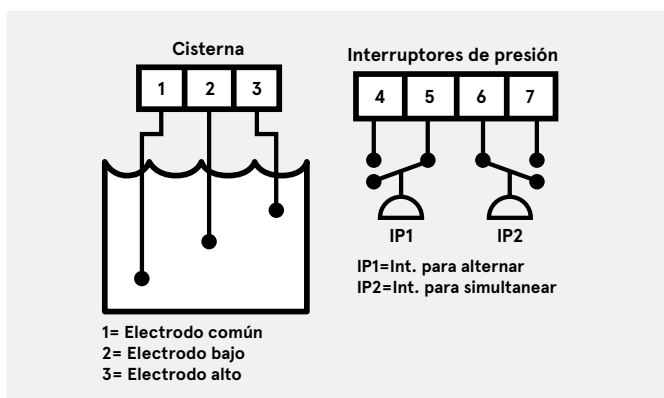 Cisterna
1 2 3
1= Electrodo común
2= Electrodo bajo
3= Electrodo alto
Interruptores de presión
4 5 6 7
IP1 IP2
IP1=Int. para alternar
IP2=Int. para simultanear